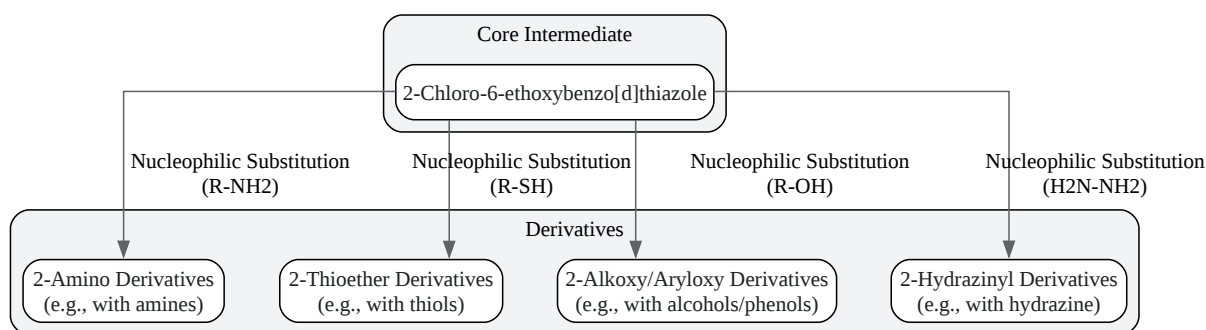 Core Intermediate
2-Chloro-6-ethoxybenzo[d]thiazole
Nucleophilic Substitution
(R-NH2)
Nucleophilic Substitution
(R-SH)
Nucleophilic Substitution
(R-OH)
Nucleophilic Substitution
(H2N-NH2)
Derivatives
2-Amino Derivatives
(e.g., with amines)
2-Thioether Derivatives
(e.g., with thiols)
2-Alkoxy/Aryloxy Derivatives
(e.g., with alcohols/phenols)
2-Hydrazinyl Derivatives
(e.g., with hydrazine)